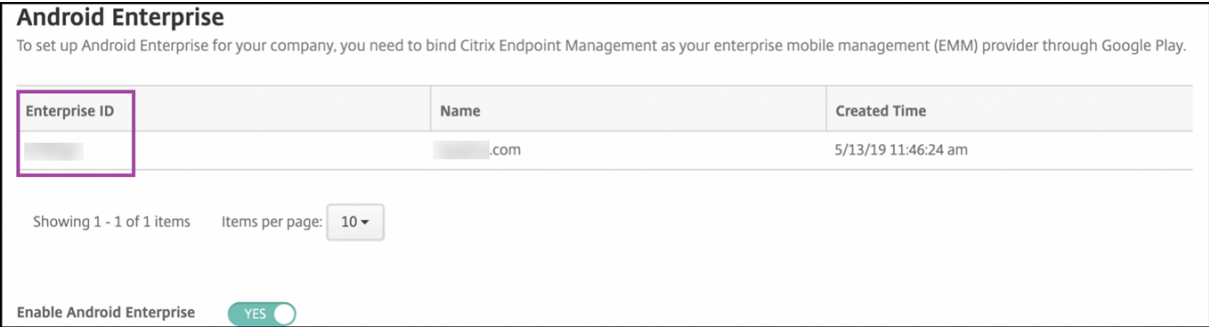 Android Enterprise
To set up Android Enterprise for your company, you need to bind Citrix Endpoint Management as your enterprise mobile management (EMM) provider through Google Play.
Enterprise ID Name Created Time
.com 5/13/19 11:46:24 am
Showing 1 - 1 of 1 items Items per page: 10
Enable Android Enterprise YES